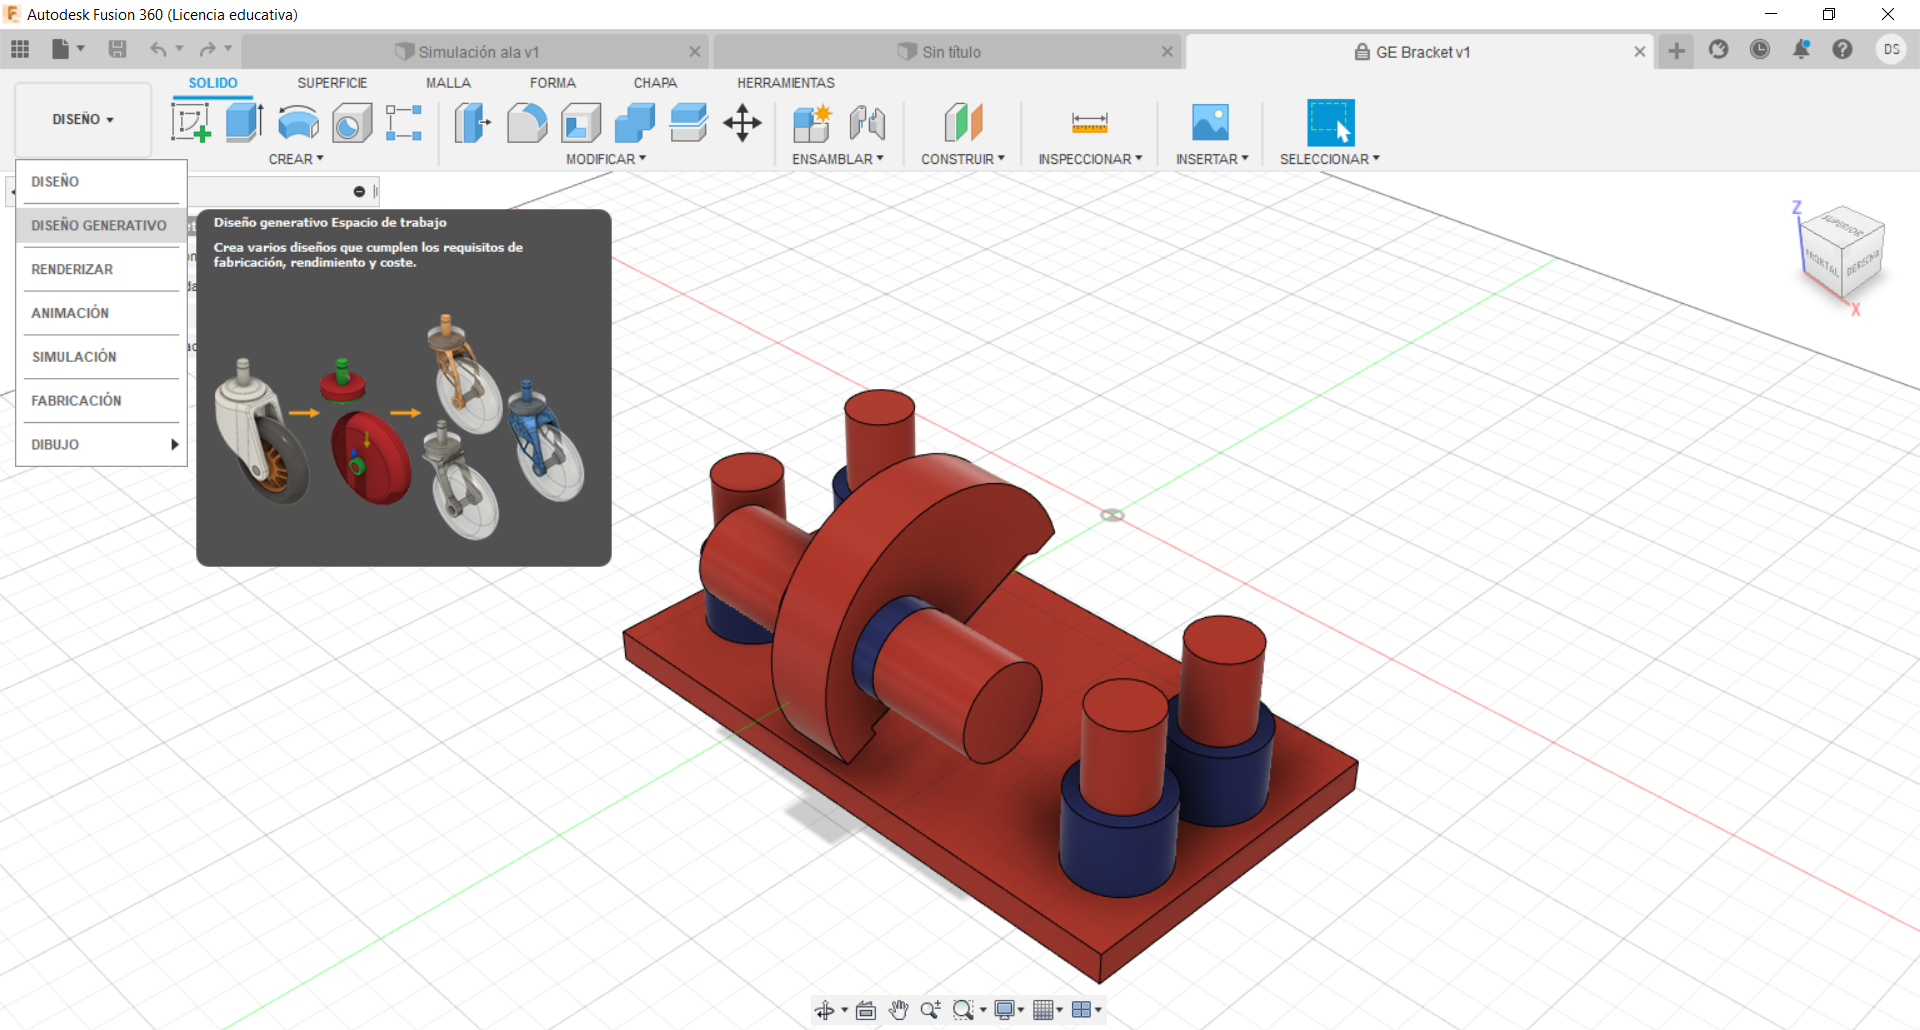 Autodesk Fusion 360 (Licencia educativa)
Simulación ala v1
Sin título
GE Bracket v1
DS
SOLIDO
SUPERFICIE
MALLA
FORMA
CHAPA
HERRAMIENTAS
DISEÑO
CREAR
MODIFICAR
ENSAMBLAR
CONSTRUIR
INSPECCIONAR
INSERTAR
SELECCIONAR
DISEÑO
DISEÑO GENERATIVO
RENDERIZAR
ANIMACIÓN
SIMULACIÓN
FABRICACIÓN
DIBUJO
Diseño generativo Espacio de trabajo
Crea varios diseños que cumplen los requisitos de
fabricación, rendimiento y coste.
Z
SUPERIOR
FRONTAL
DERECHA
X